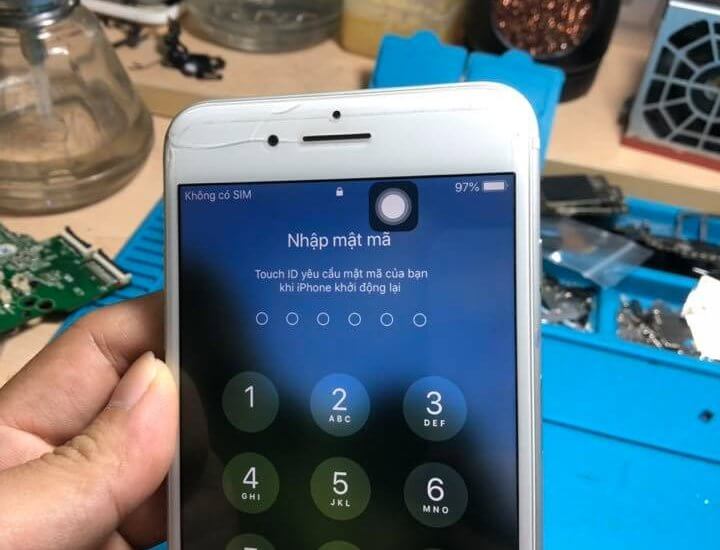 Không có SIM
97%
Nhập mật mã
Touch ID yêu cầu mật mã của bạn
khi iPhone khởi động lại
1
2
ABC
3
DEF
4
GHI
5
JKL
6
MNO